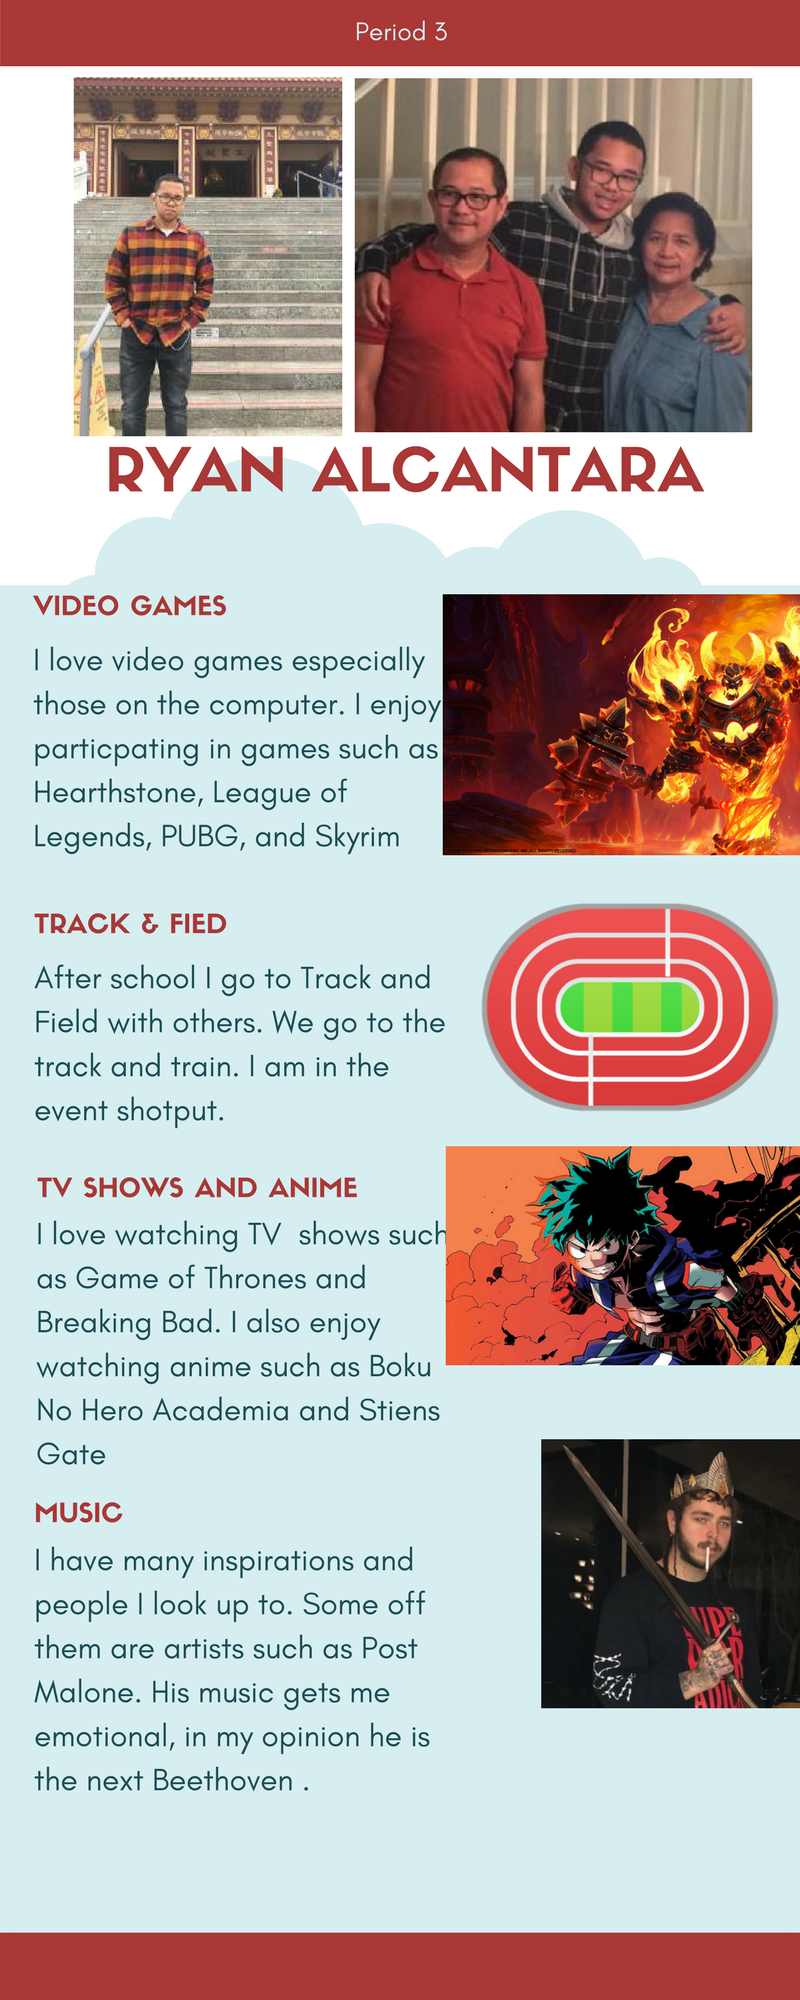 Period 3
RYAN ALCANTARA
VIDEO GAMES
I love video games especially
those on the computer. I enjoy
particpating in games such as
Hearthstone, League of
Legends, PUBG, and Skyrim
TRACK & FIED
After school I go to Track and
Field with others. We go to the
track and train. I am in the
event shotput.
TV SHOWS AND ANIME
I love watching TV  shows such
as Game of Thrones and
Breaking Bad. I also enjoy
watching anime such as Boku
No Hero Academia and Stiens
Gate
MUSIC
I have many inspirations and
people I look up to. Some off
them are artists such as Post
Malone. His music gets me
emotional, in my opinion he is
the next Beethoven .